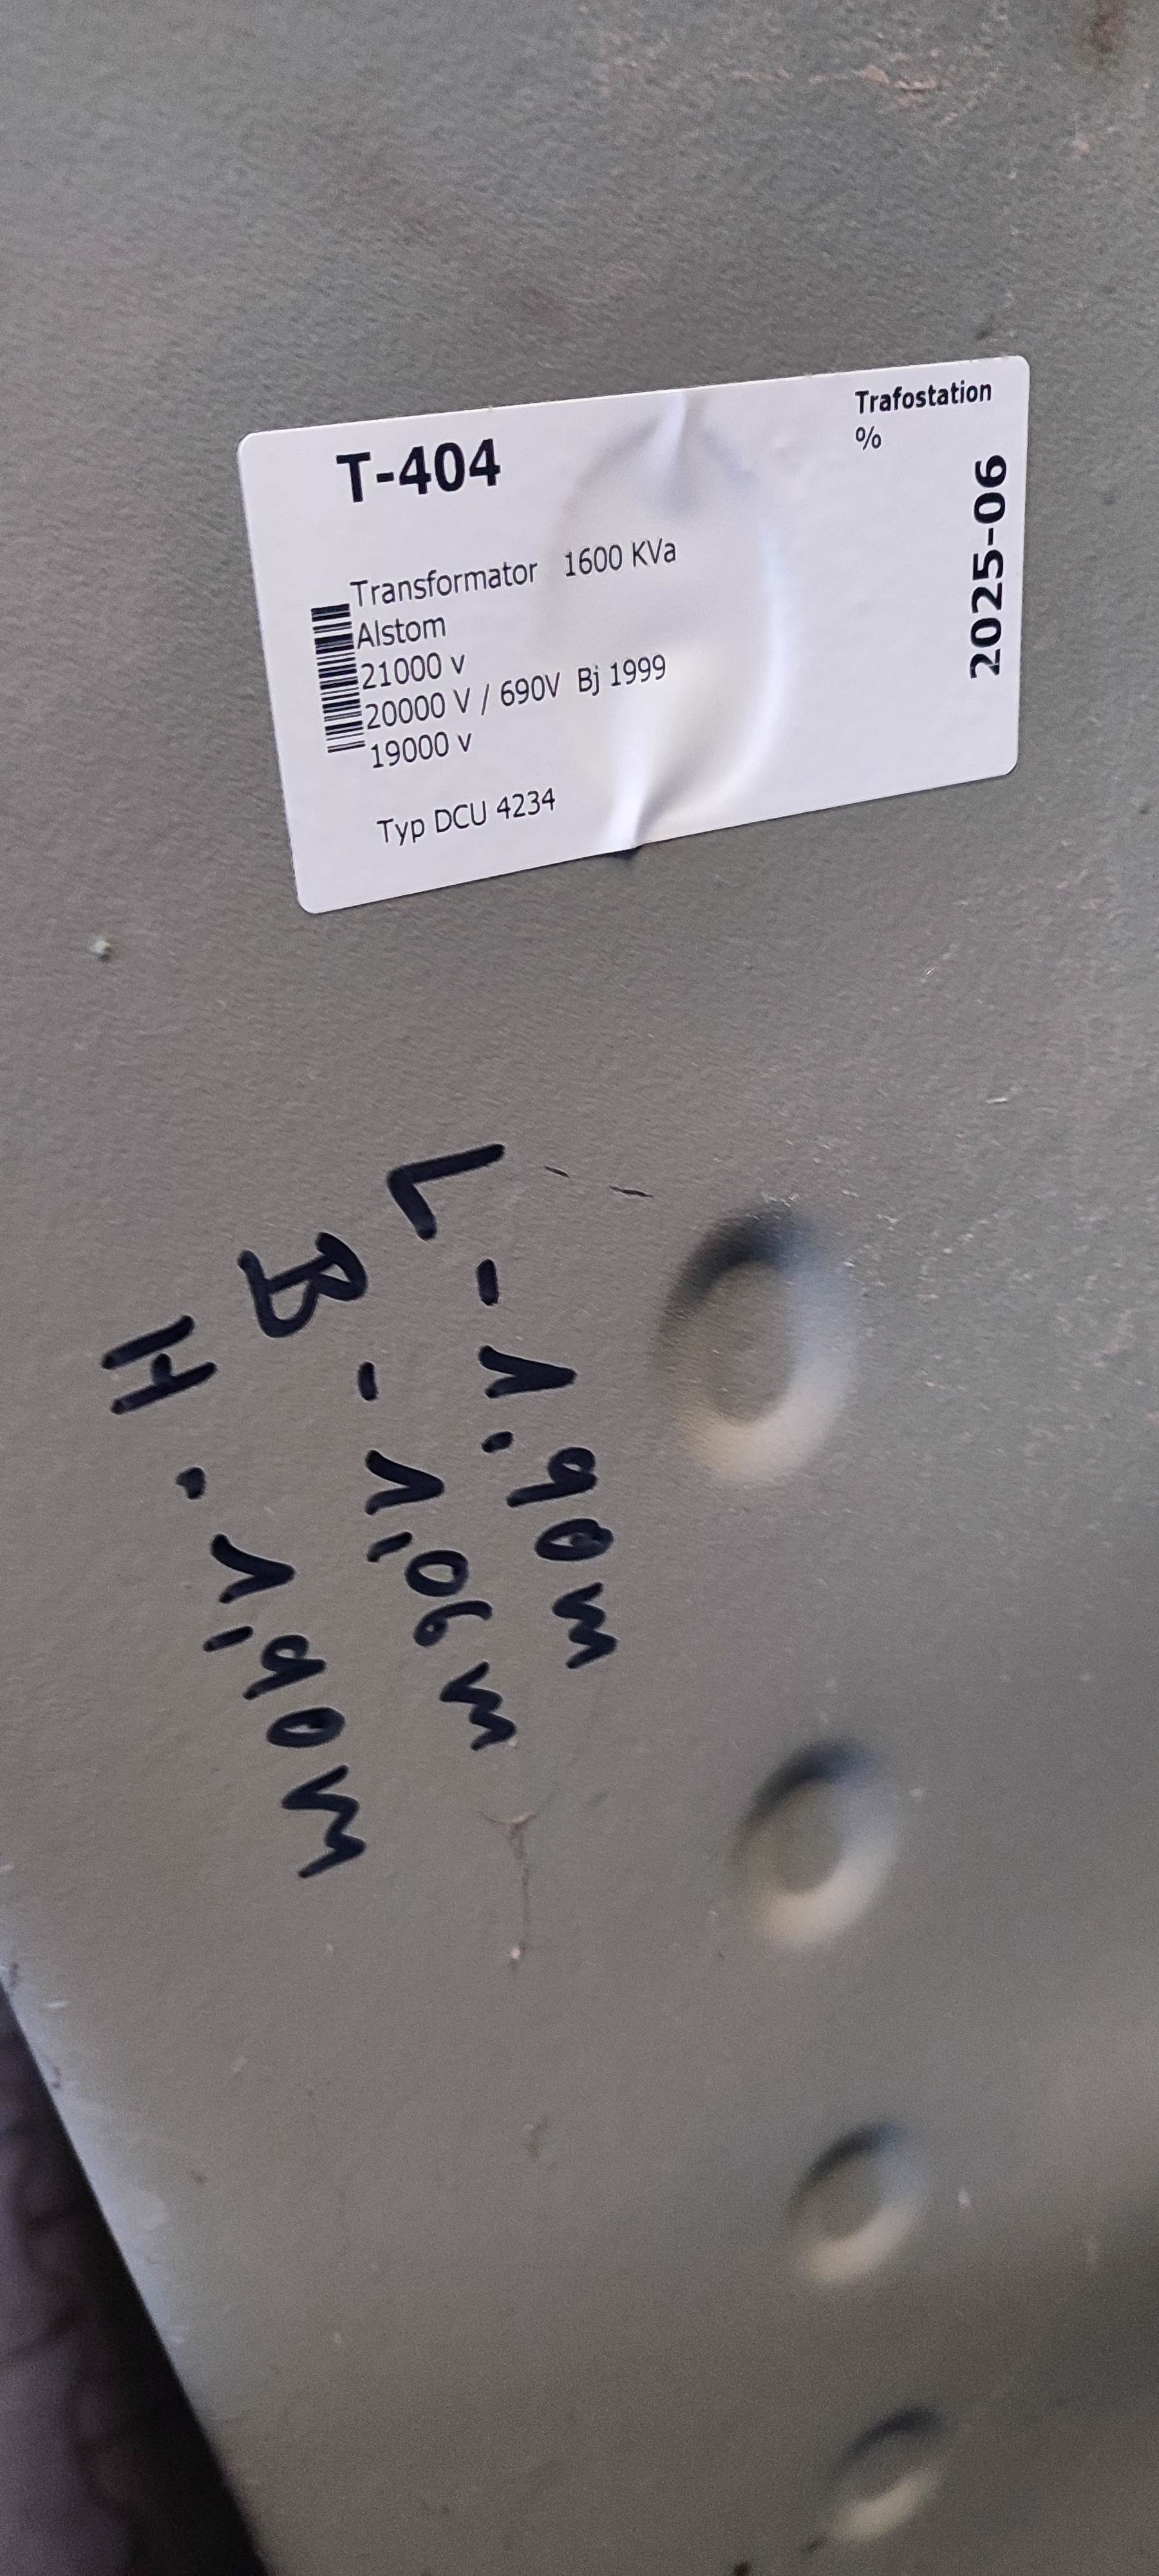 T-404
Trafostation
%
2025-06
Transformator 1600 KVa
Alstom
21000 v
20000 V / 690V Bj 1999
19000 v
Typ DCU 4234
L - 1.90m
B - 1,06m
H - 1,90m